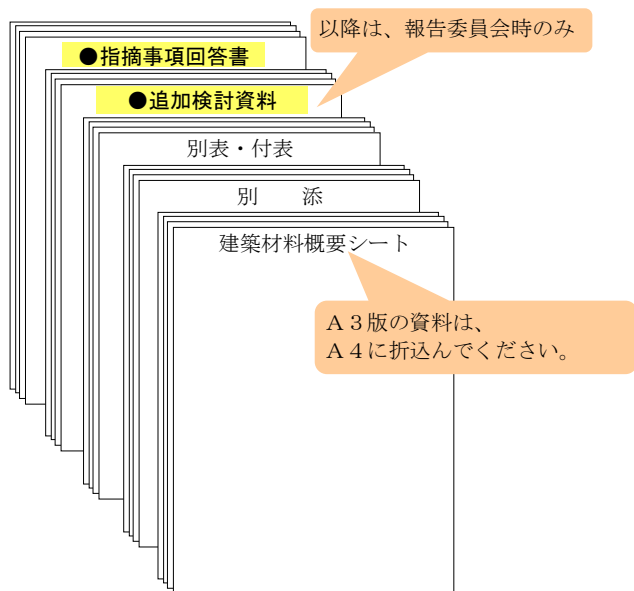 以降は、報告委員会時のみ
●指摘事項回答書
●追加検討資料
別表・付表
別　　添
建築材料概要シート
Ａ３版の資料は、
Ａ４に折込んでください。